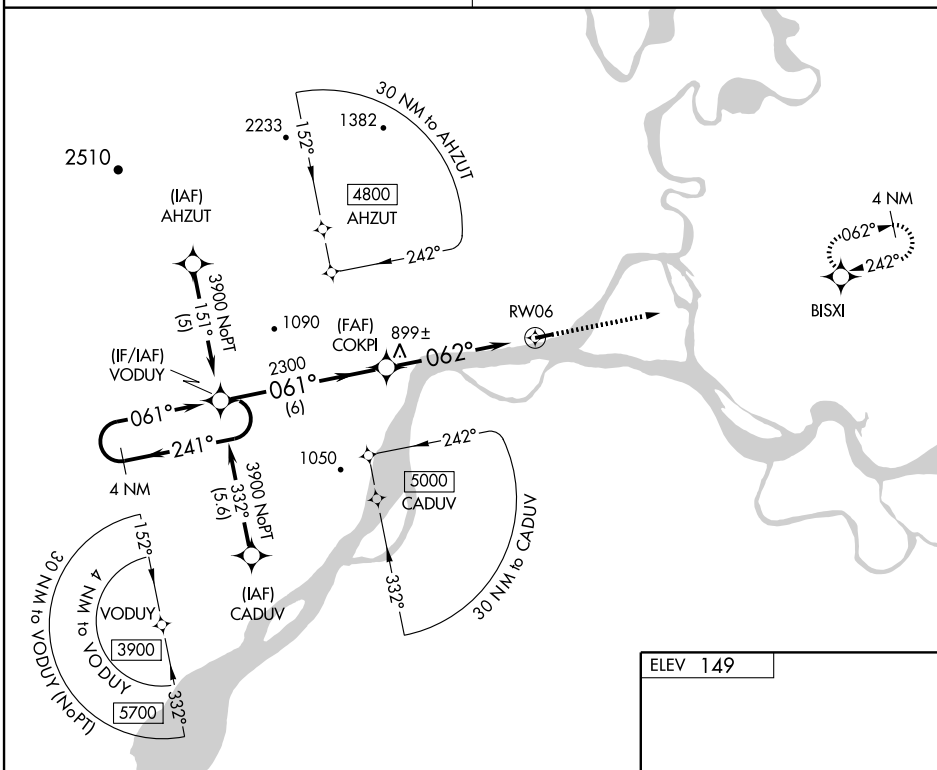 30 NM to AHZUT
2233
1382
152°
2510
4800
AHZUT
242°
(IAF)
AHZUT
4 NM
062°
242°
BISXI
3900 NoPT
151°
(5)
1090
(FAF)
COKPI
899±
RW06
062°
(IF/IAF)
VODUY
2300
061°
(6)
061°
241°
4 NM
3900 NoPT
332°
(5.6)
1050
242°
5000
CADUV
332°
30 NM to CADUV
(IAF)
CADUV
152°
VODUY
3900
4 NM to VODUY
5700
332°
30 NM to VODUY (NoPT)
ELEV 149